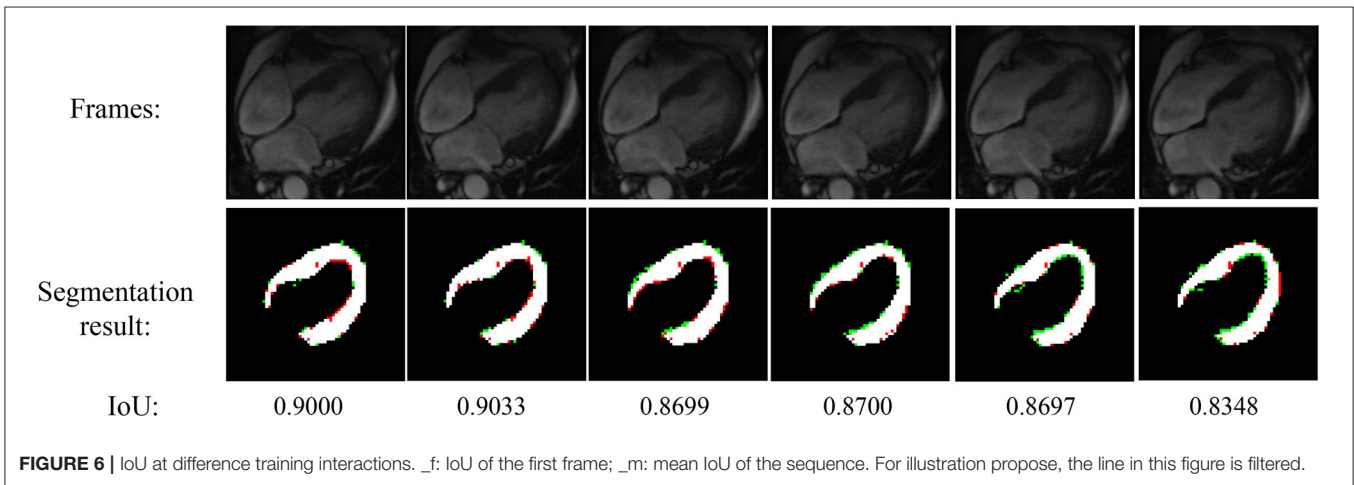 Frames:
Segmentation
result:
IoU:
0.9000 0.9033 0.8699 0.8700 0.8697 0.8348
FIGURE 6 | IoU at difference training interactions. _f: IoU of the first frame; _m: mean IoU of the sequence. For illustration propose, the line in this figure is filtered.